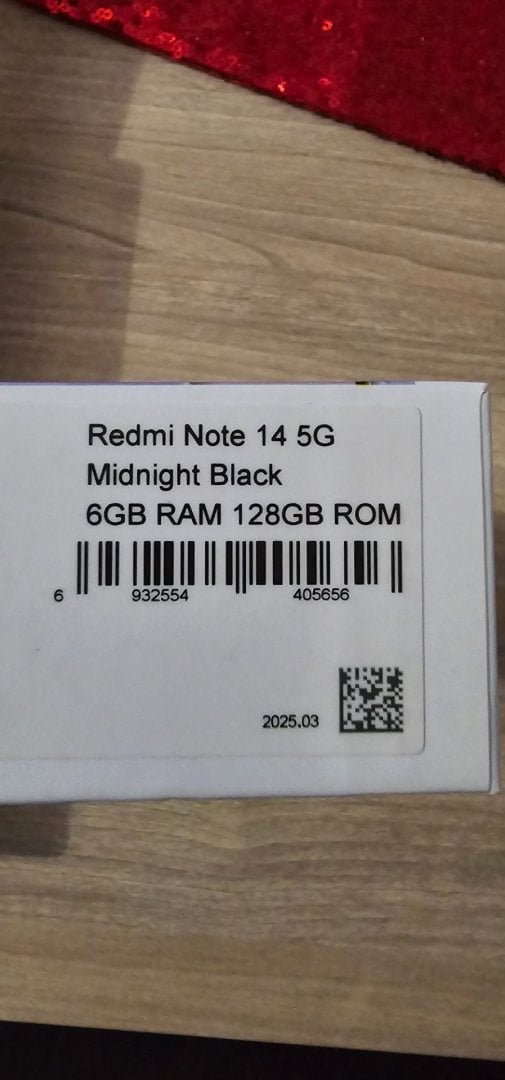 Redmi Note 14 5G
Midnight Black
6GB RAM 128GB ROM
6 932554 405656
2025.03